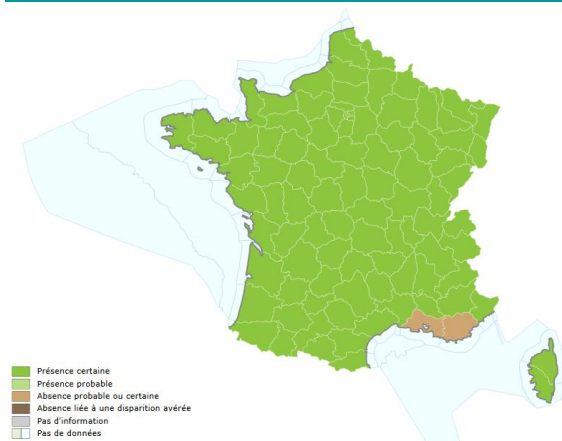 Présence certaine
Présence probable
Absence probable ou certaine
Absence liée à une disparition avérée
Pas d'information
Pas de données